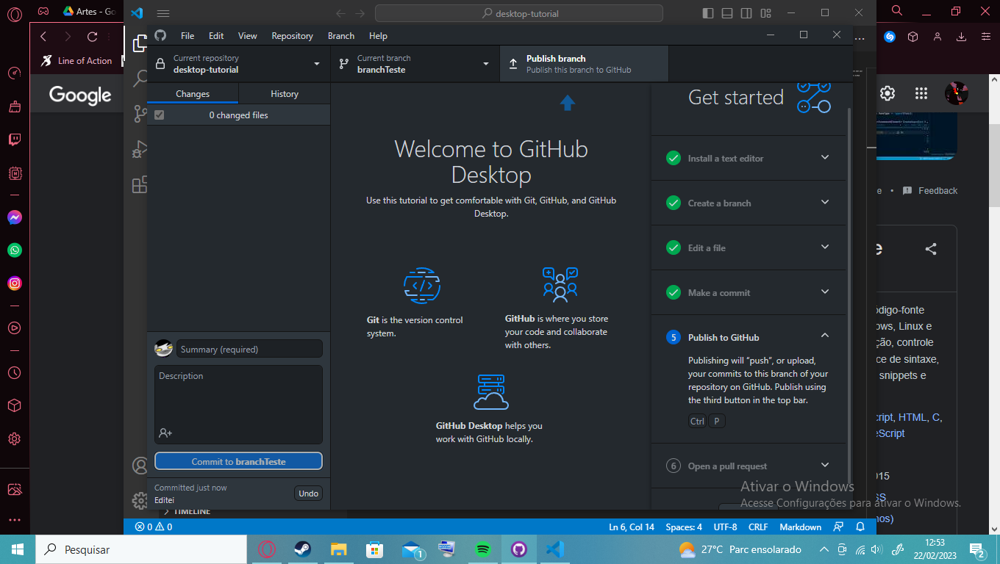 Artes - Go
desktop-tutorial
File Edit View Repository Branch Help
Line of Action
Current repository
desktop-tutorial
Current branch
branchTeste
Publish branch
Publish this branch to GitHub
Google
Changes History
0 changed files
Welcome to GitHub
Desktop
Use this tutorial to get comfortable with Git, GitHub, and GitHub
Desktop.
Git is the version control
system.
GitHub is where you store
your code and collaborate
with others.
GitHub Desktop helps you
work with GitHub locally.
Get started
Install a text editor
Create a branch
Edit a file
Make a commit
5 Publish to GitHub
Publishing will “push”, or upload,
your commits to this branch of your
repository on GitHub. Publish using
the third button in the top bar.
Ctrl P
6 Open a pull request
Summary (required)
Description
Commit to branchTeste
Committed just now
Editei
Undo
TIMELINE
e • Feedback
e
ódigo-fonte
ows, Linux e
ção, controle
ce de sintaxe,
snippets e
cript, HTML, C,
eScript
015
SS
nos)
Ativar o Windows
Acesse Configurações para ativar o Windows.
0 0
Ln 6, Col 14 Spaces: 4 UTF-8 CRLF Markdown
Pesquisar
1
27°C Parc ensolarado
12:53
22/02/2023
2